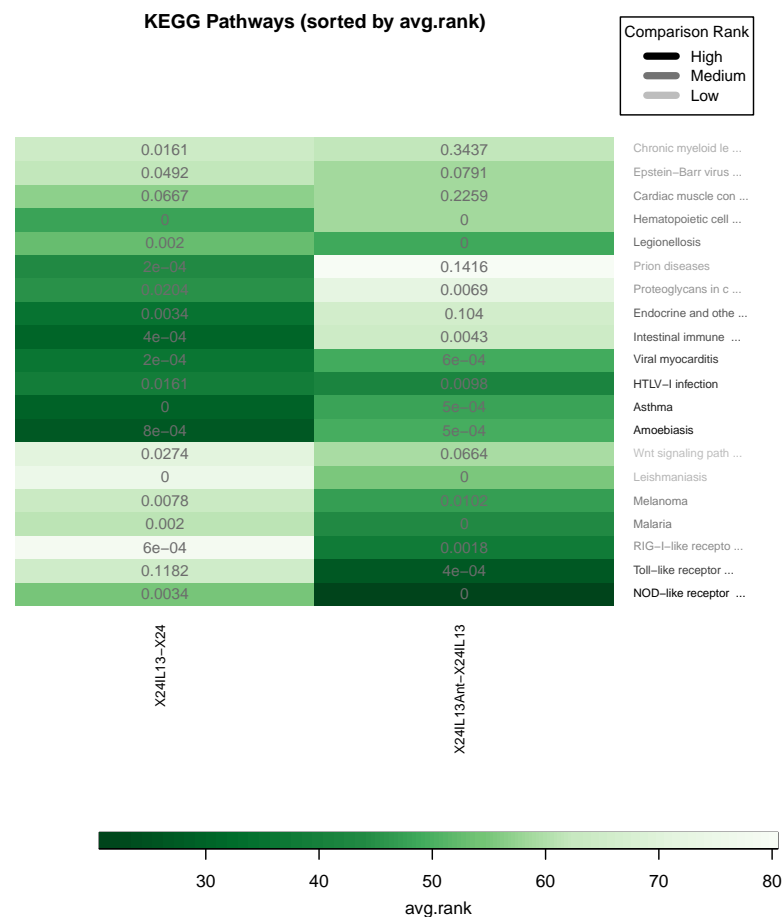 KEGG Pathways (sorted by avg.rank)
Comparison Rank
High
Medium
Low
0.0161 0.3437 Chronic myeloid le ...
0.0492 0.0791 Epstein−Barr virus ...
0.0667 0.2259 Cardiac muscle con ...
0 0 Hematopoietic cell ...
0.002 0 Legionellosis
2e−04 0.1416 Prion diseases
0.0069 Proteoglycans in c ...
0.0034 0.104 Endocrine and othe ...
4e−04 0.0043 Intestinal immune ...
2e−04 6e−04 Viral myocarditis
0.0161 0.0098 HTLV−I infection
0 5e−04 Asthma
8e−04 5e−04 Amoebiasis
0.0274 0.0664 Wnt signaling path ...
0 0 Leishmaniasis
0.0078 0.0102 Melanoma
0.002 0 Malaria
6e−04 0.0018 RIG−I−like recepto ...
0.1182 4e−04 Toll−like receptor ...
0.0034 0 NOD−like receptor ...
X24IL13−X24
X24IL13Ant−X24IL13
30 40 50 60 70 80
avg.rank